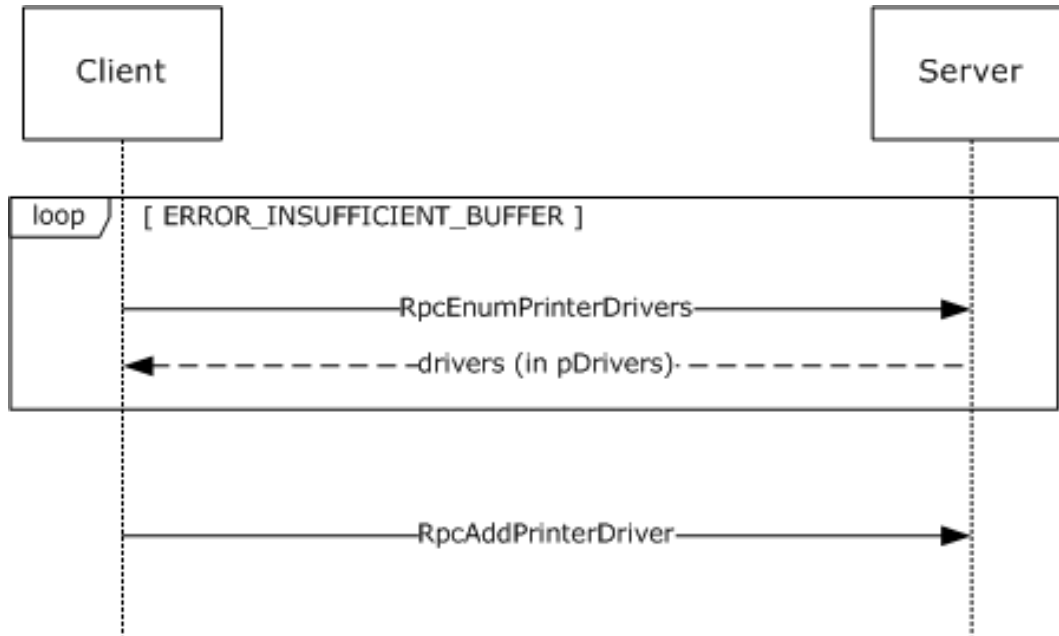 Client
Server
loop
[ ERROR_INSUFFICIENT_BUFFER ]
RpcEnumPrinterDrivers
drivers (in pDrivers)
RpcAddPrinterDriver